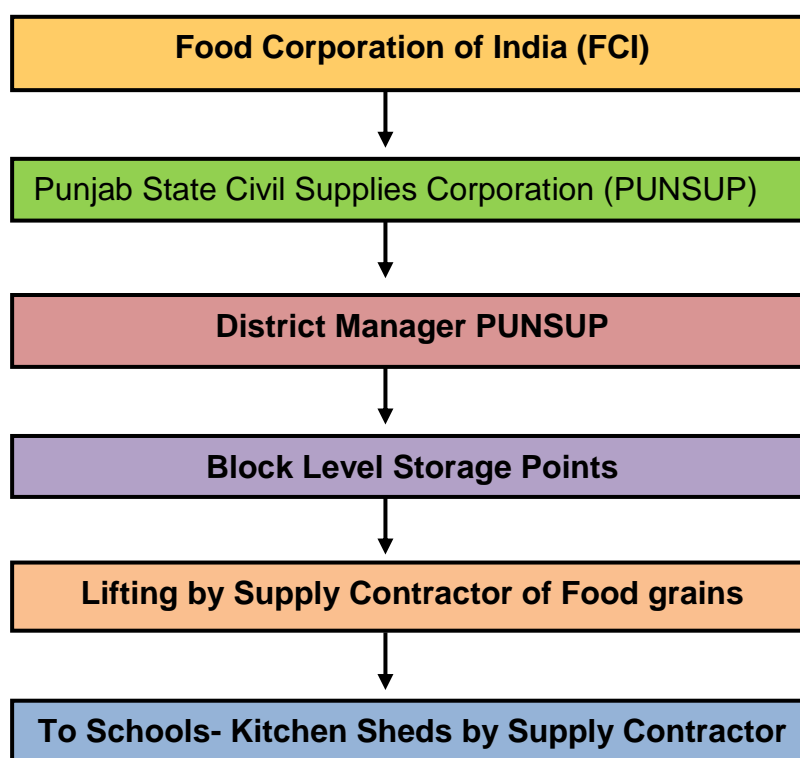 Food Corporation of India (FCI)
Punjab State Civil Supplies Corporation (PUNSUP)
District Manager PUNSUP
Block Level Storage Points
Lifting by Supply Contractor of Food grains
To Schools- Kitchen Sheds by Supply Contractor